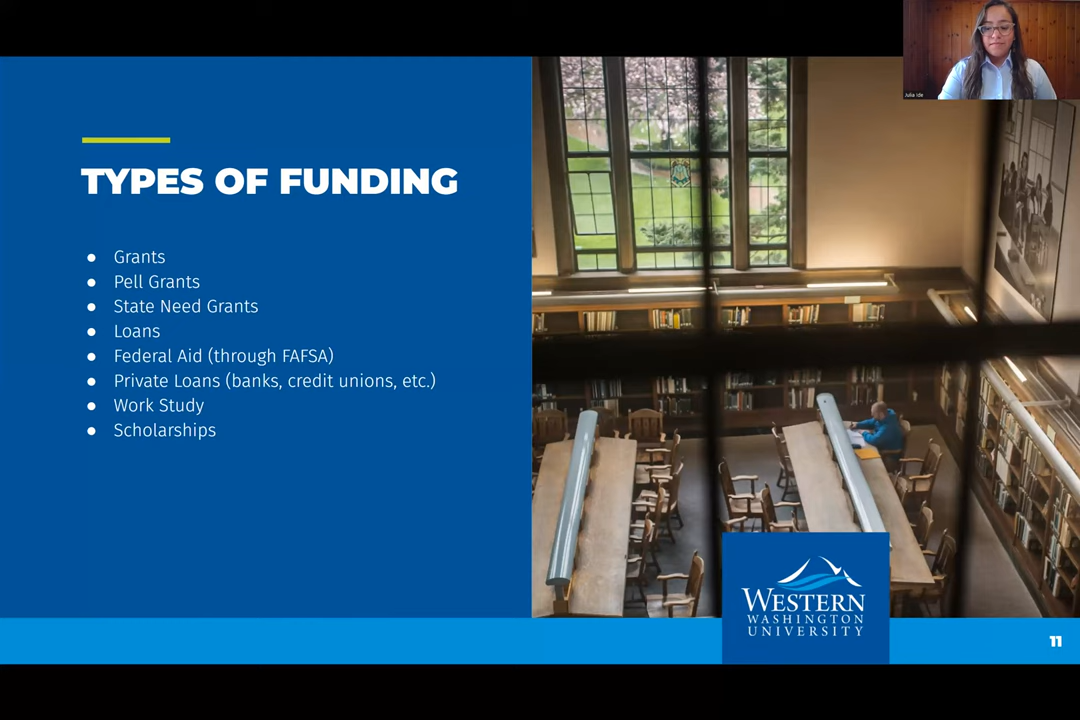 Julia Ide
TYPES OF FUNDING
● Grants
● Pell Grants
● State Need Grants
● Loans
● Federal Aid (through FAFSA)
● Private Loans (banks, credit unions, etc.)
● Work Study
● Scholarships
WESTERN
WASHINGTON
UNIVERSITY
11